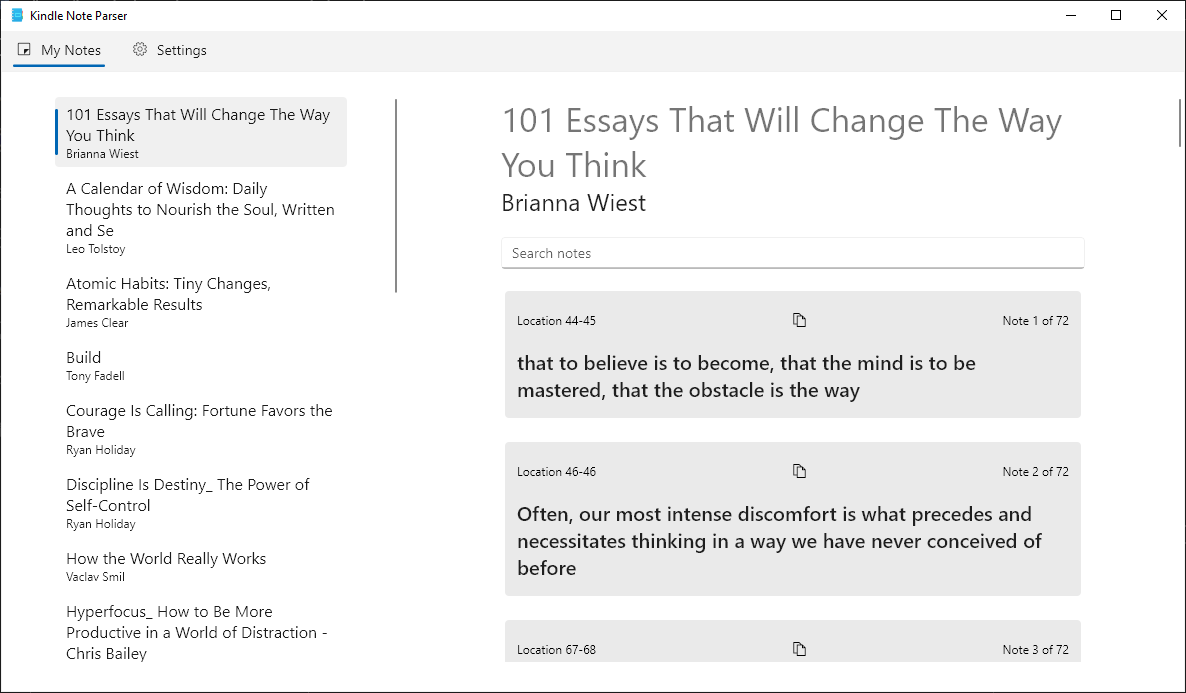 Kindle Note Parser
My Notes
Settings
101 Essays That Will Change The Way
You Think
Brianna Wiest
A Calendar of Wisdom: Daily
Thoughts to Nourish the Soul, Written
and Se
Leo Tolstoy
Atomic Habits: Tiny Changes,
Remarkable Results
James Clear
Build
Tony Fadell
Courage Is Calling: Fortune Favors the
Brave
Ryan Holiday
Discipline Is Destiny_ The Power of
Self-Control
Ryan Holiday
How the World Really Works
Vaclav Smil
Hyperfocus_ How to Be More
Productive in a World of Distraction -
Chris Bailey
101 Essays That Will Change The Way
You Think
Brianna Wiest
Search notes
Location 44-45
Note 1 of 72
that to believe is to become, that the mind is to be
mastered, that the obstacle is the way
Location 46-46
Note 2 of 72
Often, our most intense discomfort is what precedes and
necessitates thinking in a way we have never conceived of
before
Location 67-68
Note 3 of 72